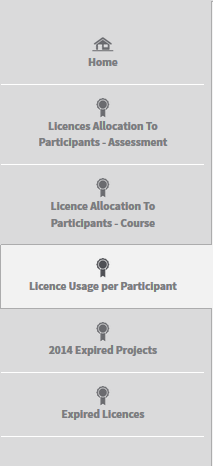 Home
Licences Allocation To
Participants - Assessment
Licence Allocation To
Participants - Course
Licence Usage per Participant
2014 Expired Projects
Expired Licences